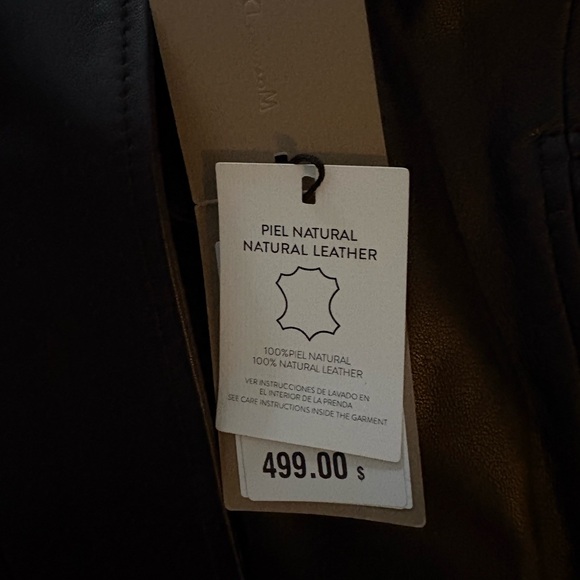 PIEL NATURAL
NATURAL LEATHER
100%PIEL NATURAL
100% NATURAL LEATHER
VER INSTRUCCIONES DE LAVADO EN
EL INTERIOR DE LA PRENDA
SEE CARE INSTRUCTIONS INSIDE THE GARMENT
499.00 $